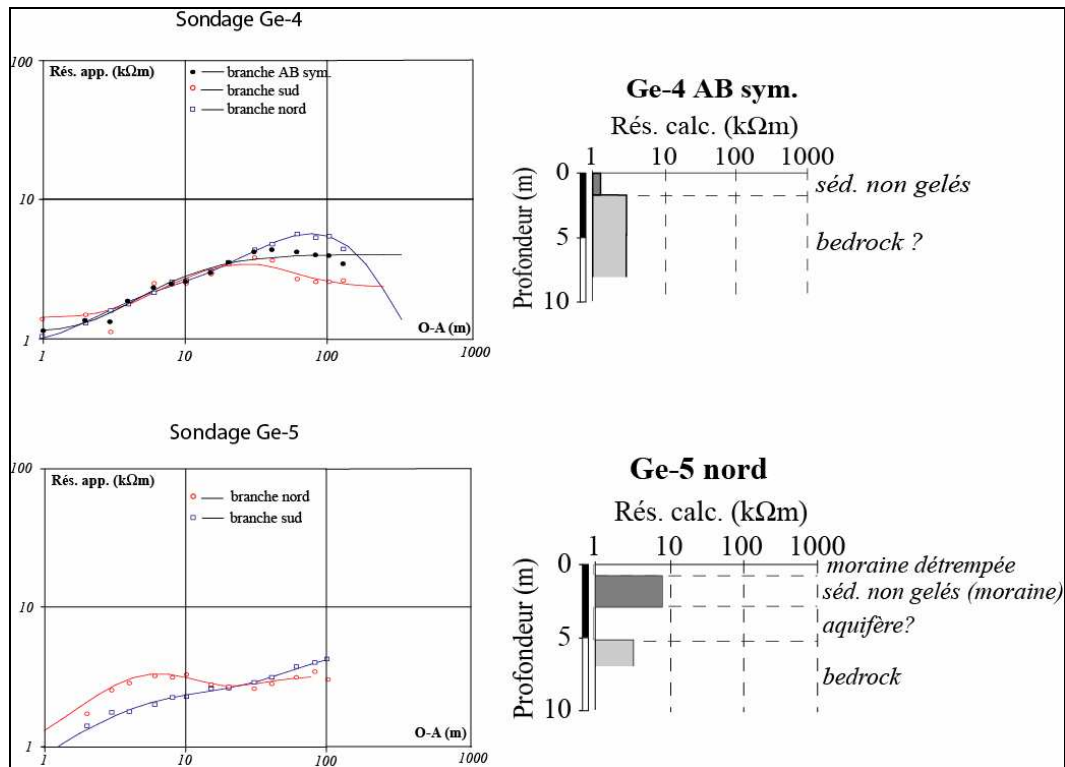 Sondage Ge-4
100
Rés. app. (kΩm)
branche AB sym.
branche sud
branche nord
10
1
O-A (m)
1
10
100
1000
Ge-4 AB sym.
Rés. calc. (kΩm)
1 10 100 1000
Profondeur (m)
0
5
10
séd. non gelés
bedrock ?
Sondage Ge-5
100
Rés. app. (kΩm)
branche nord
branche sud
10
1
O-A (m)
1
10
100
1000
Ge-5 nord
Rés. calc. (kΩm)
1 10 100 1000
Profondeur (m)
0
5
10
moraine détrempée
séd. non gelés (moraine)
aquifère?
bedrock